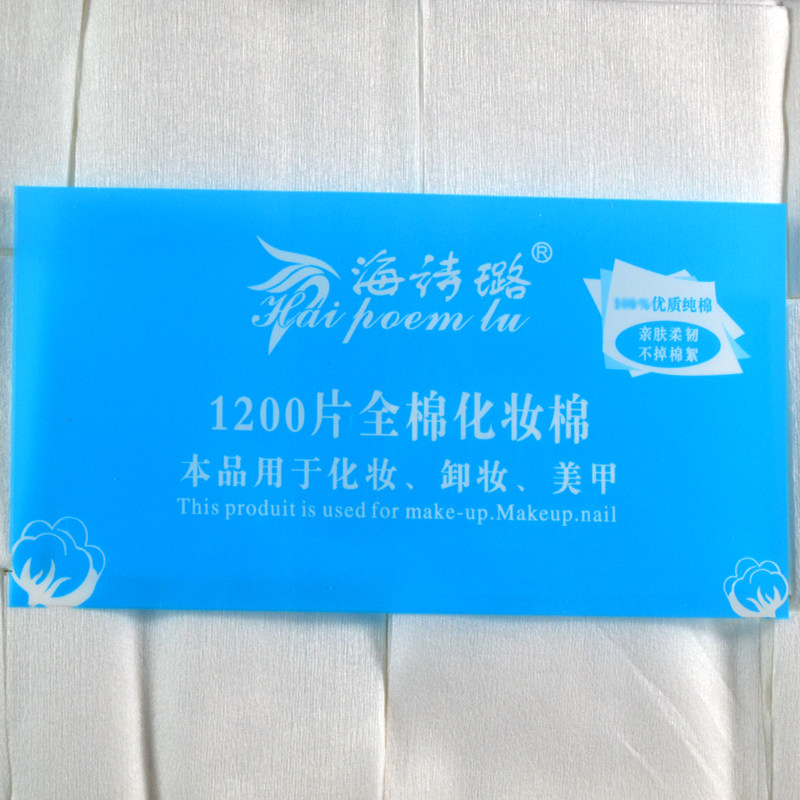 海诗璐®
Hai poem lu
100%优质纯棉
亲肤柔韧
不掉棉絮
1200片全棉化妆棉
本品用于化妆、卸妆、美甲
This produit is used for make-up.Makeup.nail